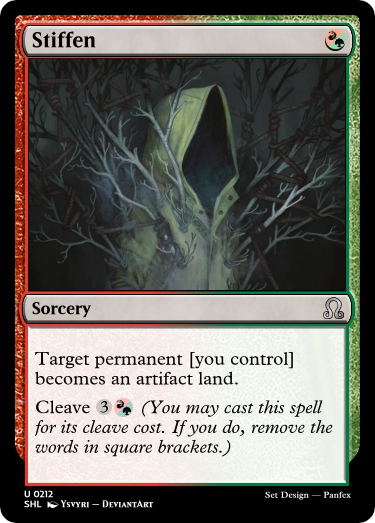 Stiffen
Sorcery
Target permanent [you control]
becomes an artifact land.
Cleave 3 (You may cast this spell
for its cleave cost. If you do, remove the
words in square brackets.)
U 0212
SHL Ysvyri — DeviantArt
Set Design — Panfex